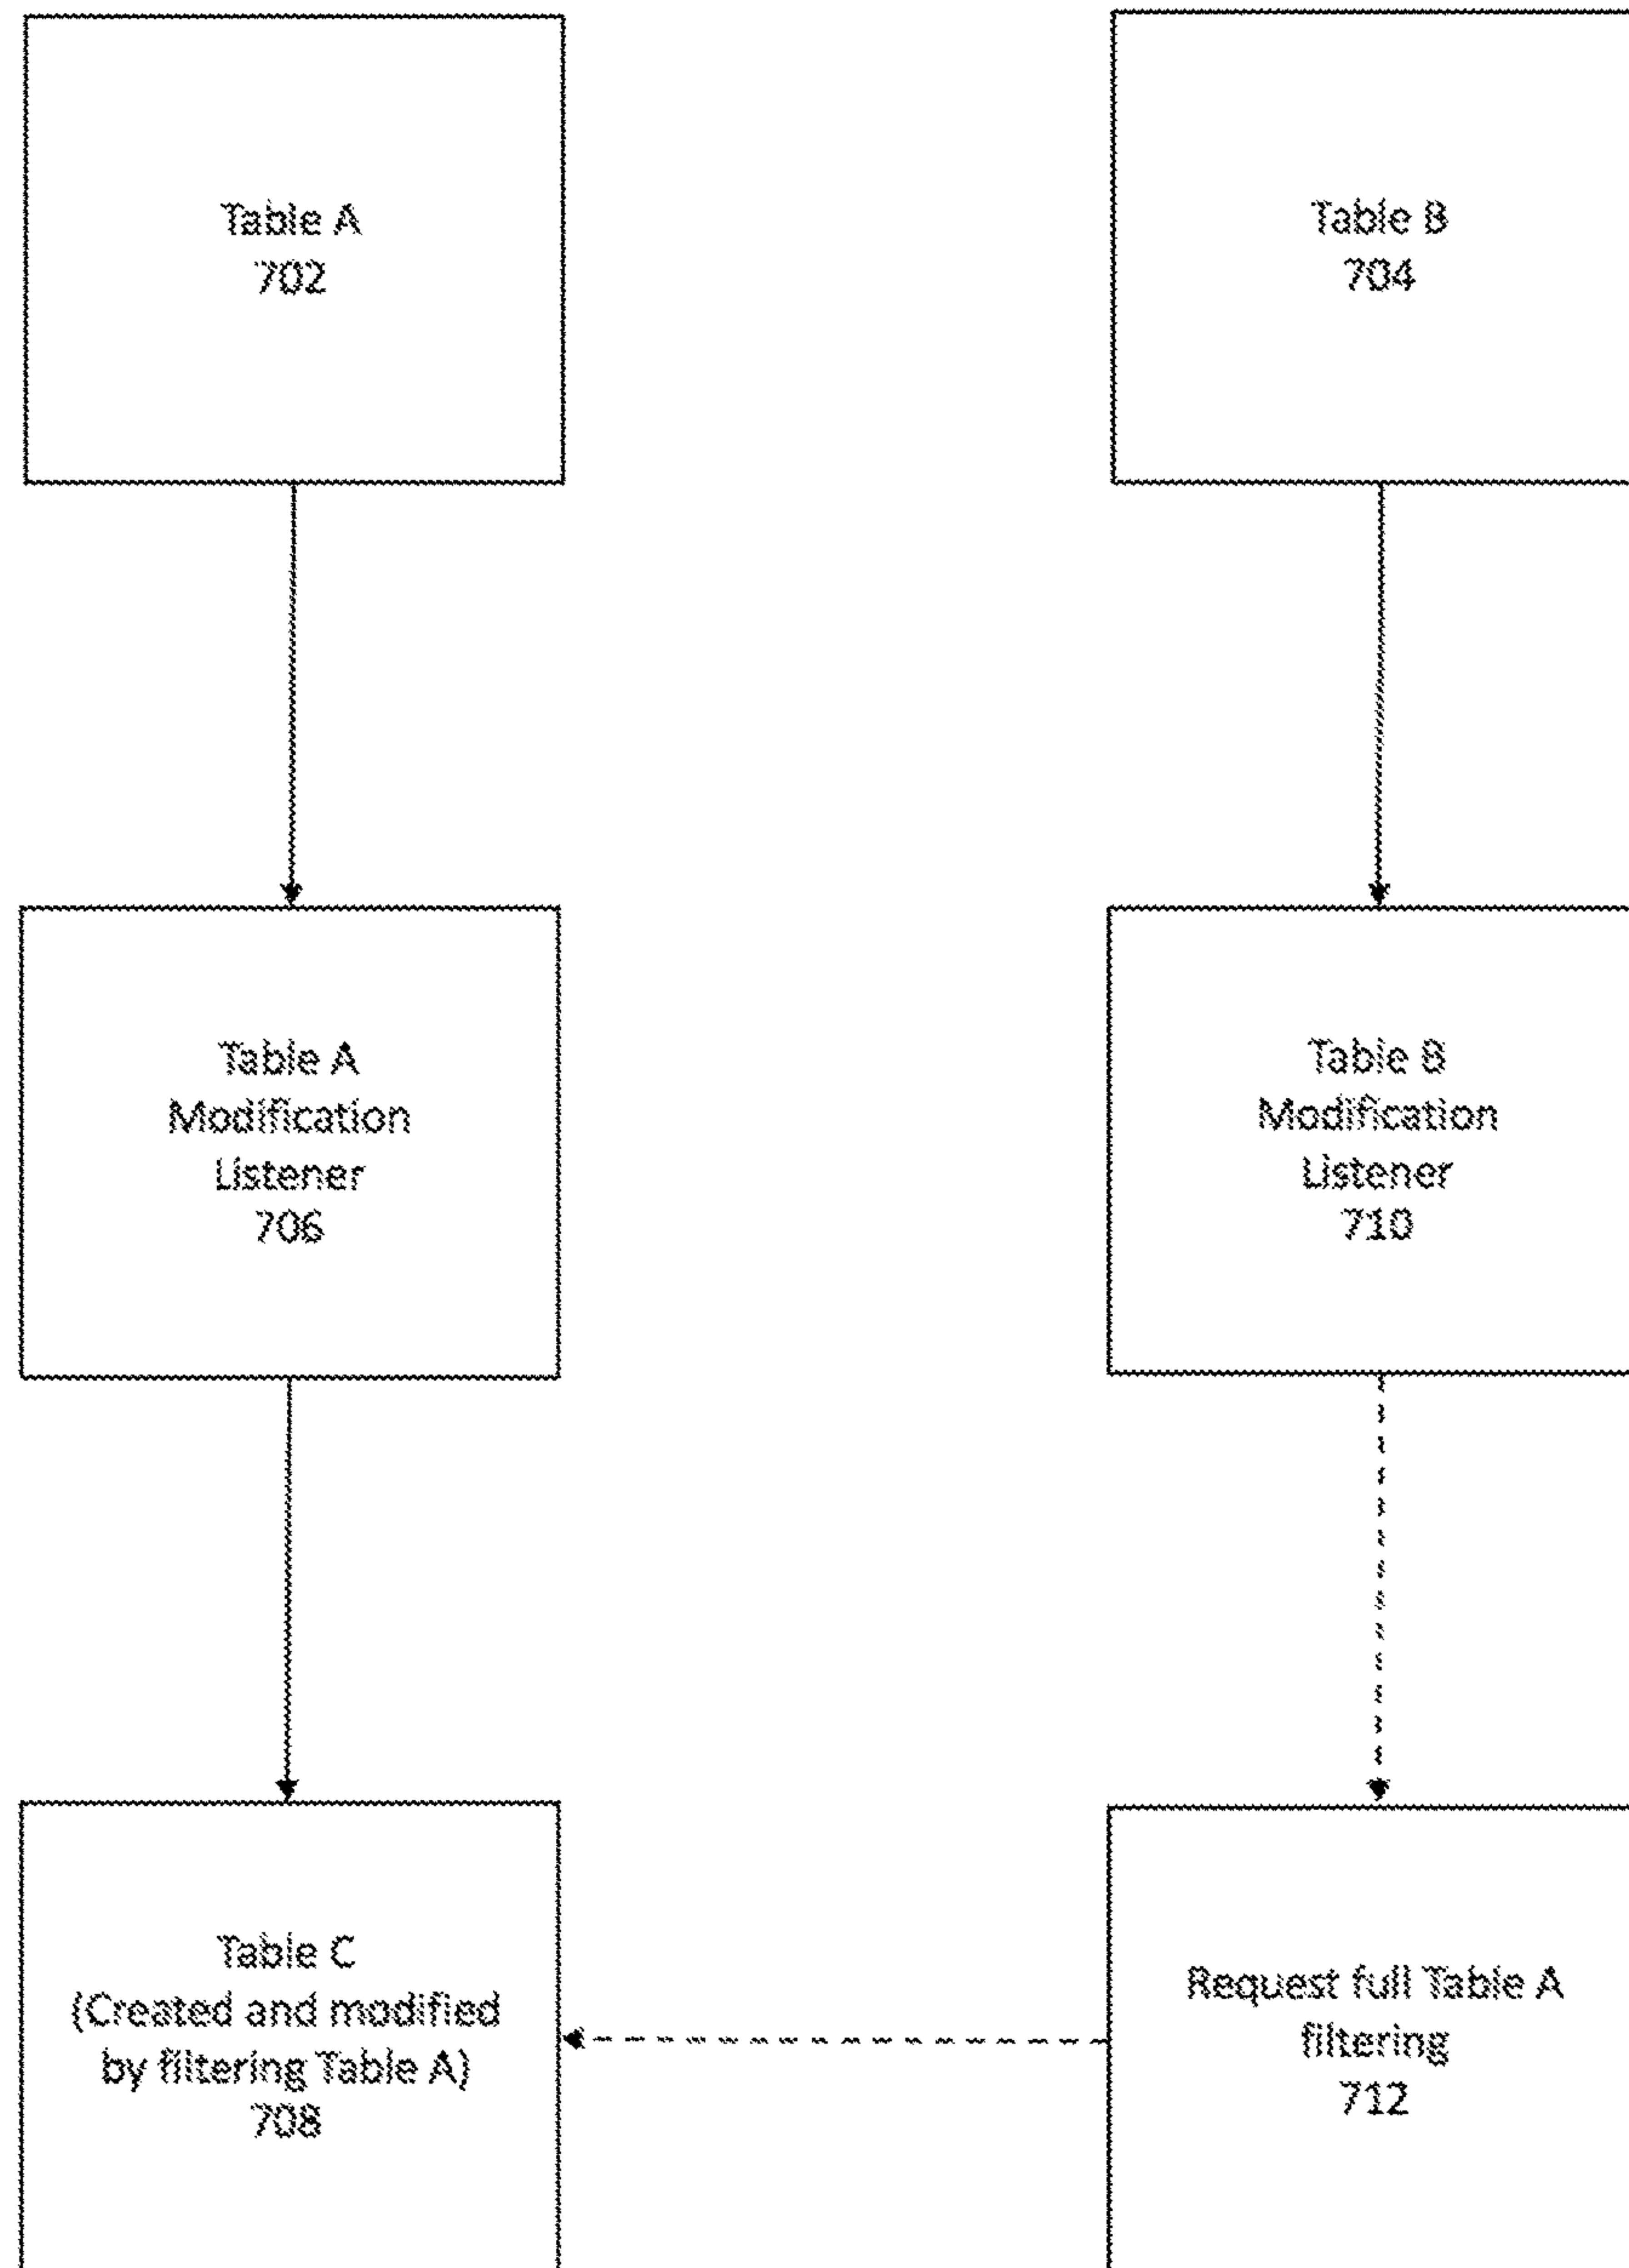 Table A
702
Table B
704
Table A
Modification
Listener
706
Table B
Modification
Listener
710
Table C
(Created and modified
by filtering Table A)
708
Request full Table A
filtering
712